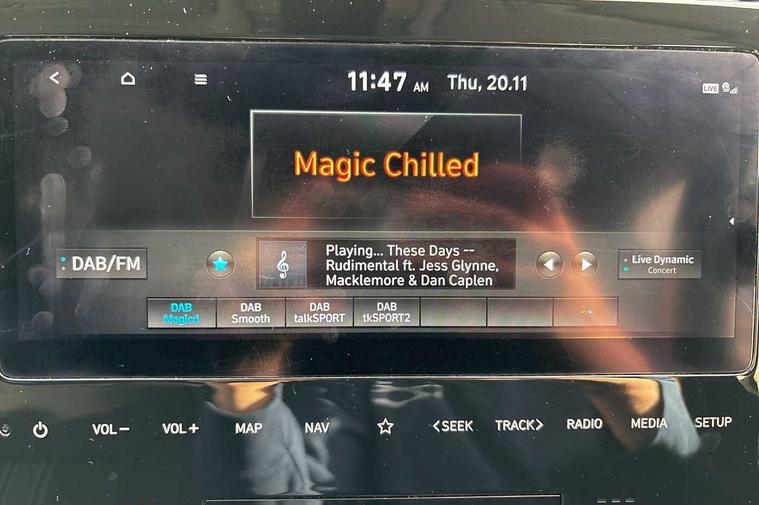 11:47 AM Thu, 20.11
LIVE
Magic Chilled
DAB/FM
Playing... These Days --
Rudimental ft. Jess Glynne,
Macklemore & Dan Caplen
Live Dynamic
Concert
DAB
Magicd
DAB
Smooth
DAB
talkSPORT
DAB
tkSPORT2
VOL− VOL+ MAP NAV <SEEK TRACK> RADIO MEDIA SETUP